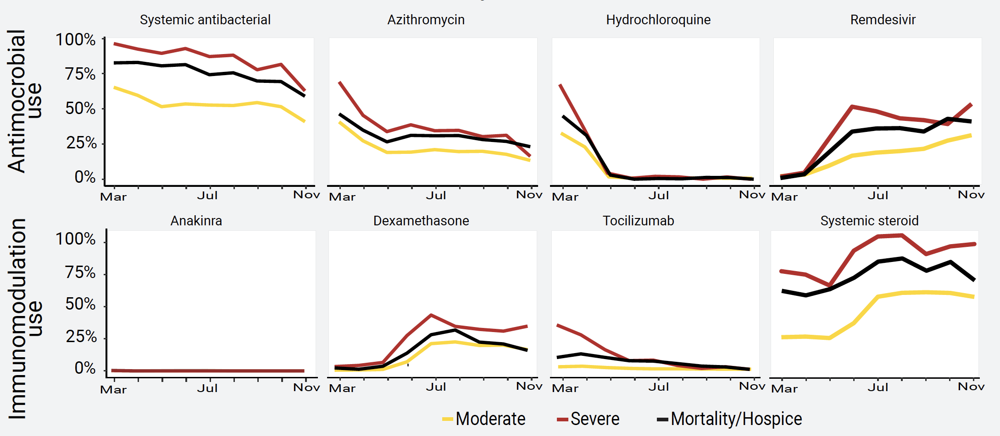 Systemic antibacterial Azithromycin Hydrochloroquine Remdesivir
Antimocrobial
use
100%
75%
50%
25%
0%
Mar Jul Nov Mar Jul Nov Mar Jul Nov Mar Jul Nov
Anakinra Dexamethasone Tocilizumab Systemic steroid
Immunomodulation
use
100%
75%
50%
25%
0%
Mar Jul Nov Mar Jul Nov Mar Jul Nov Mar Jul Nov
Moderate Severe Mortality/Hospice